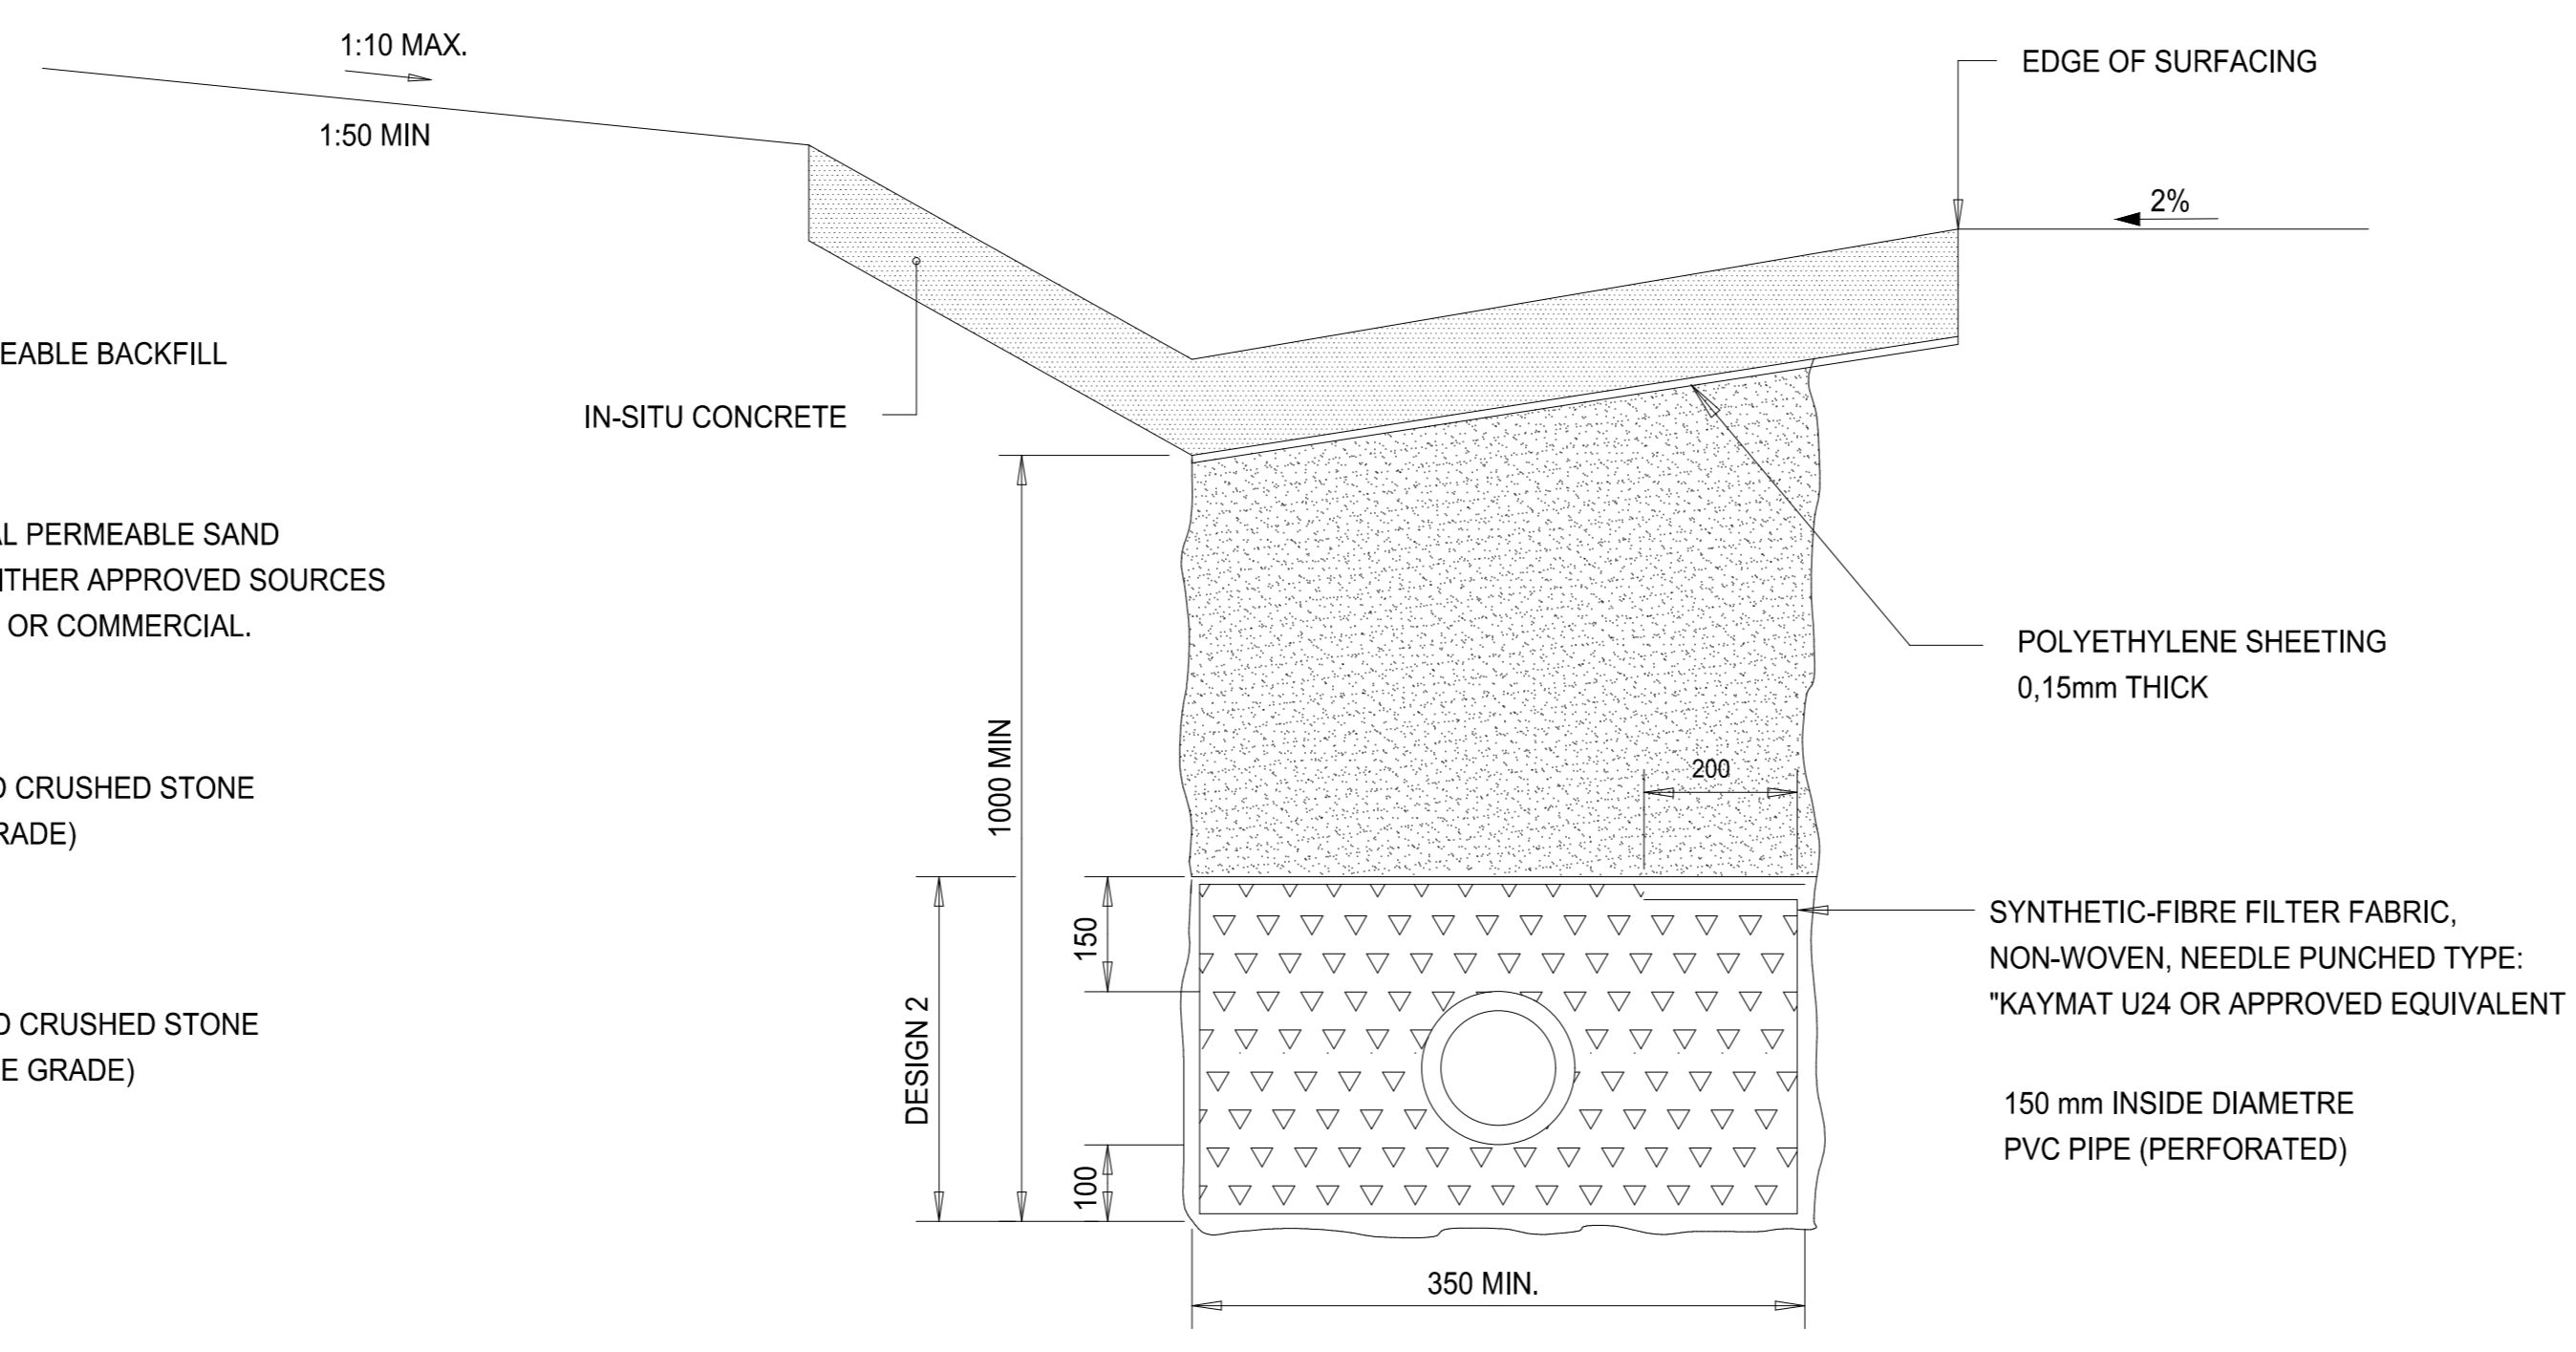 1:10 MAX.
1:50 MIN
EDGE OF SURFACING
2%
EABLE BACKFILL
IN-SITU CONCRETE
AL PERMEABLE SAND
ITHER APPROVED SOURCES
OR COMMERCIAL.
POLYETHYLENE SHEETING
0,15mm THICK
1000 MIN
200
D CRUSHED STONE
RADE)
150
DESIGN 2
100
SYNTHETIC-FIBRE FILTER FABRIC,
NON-WOVEN, NEEDLE PUNCHED TYPE:
"KAYMAT U24 OR APPROVED EQUIVALENT
D CRUSHED STONE
E GRADE)
150 mm INSIDE DIAMETRE
PVC PIPE (PERFORATED)
350 MIN.